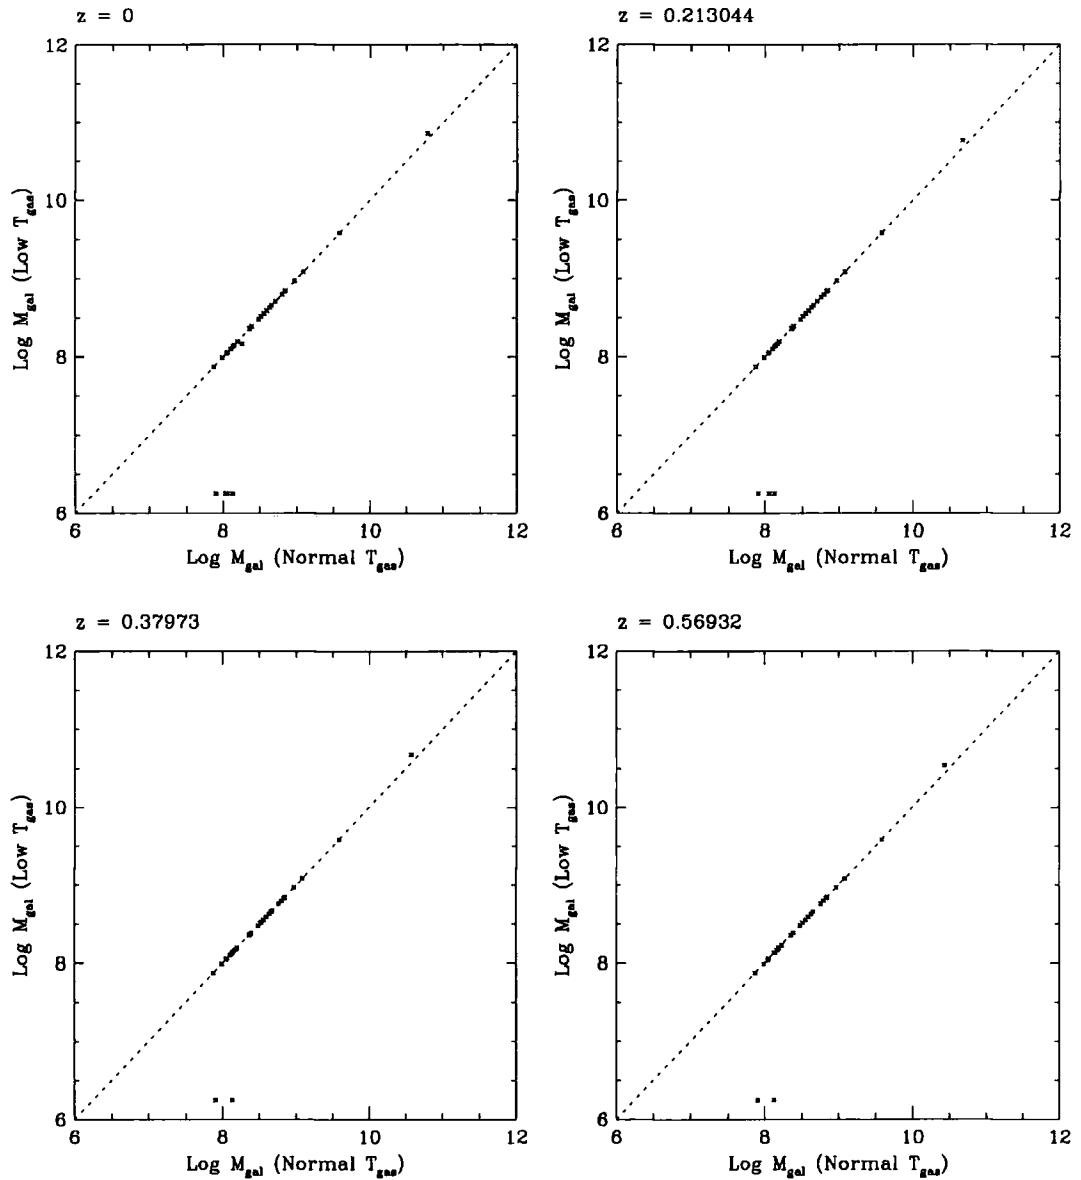 z = 0
12
10
8
6
Log M_gal (Low T_gas)
6 8 10 12
Log M_gal (Normal T_gas)
z = 0.213044
12
10
8
6
Log M_gal (Low T_gas)
6 8 10 12
Log M_gal (Normal T_gas)
z = 0.37973
12
10
8
6
Log M_gal (Low T_gas)
6 8 10 12
Log M_gal (Normal T_gas)
z = 0.56932
12
10
8
6
Log M_gal (Low T_gas)
6 8 10 12
Log M_gal (Normal T_gas)